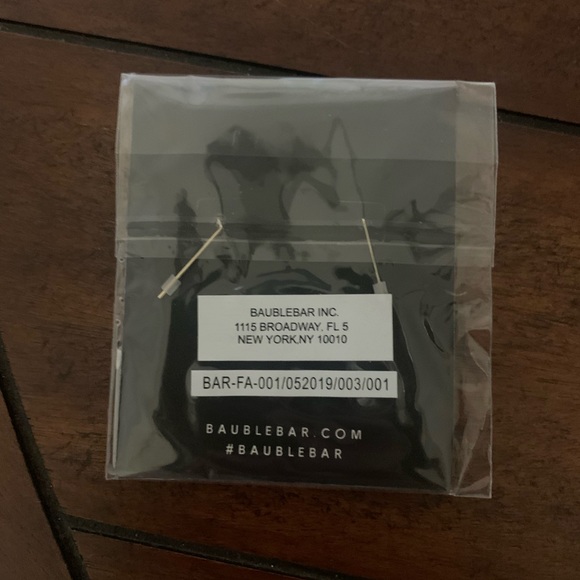 BAUBLEBAR INC.
1115 BROADWAY, FL 5
NEW YORK,NY 10010
BAR-FA-001/052019/003/001
BAUBLEBAR.COM
#BAUBLEBAR